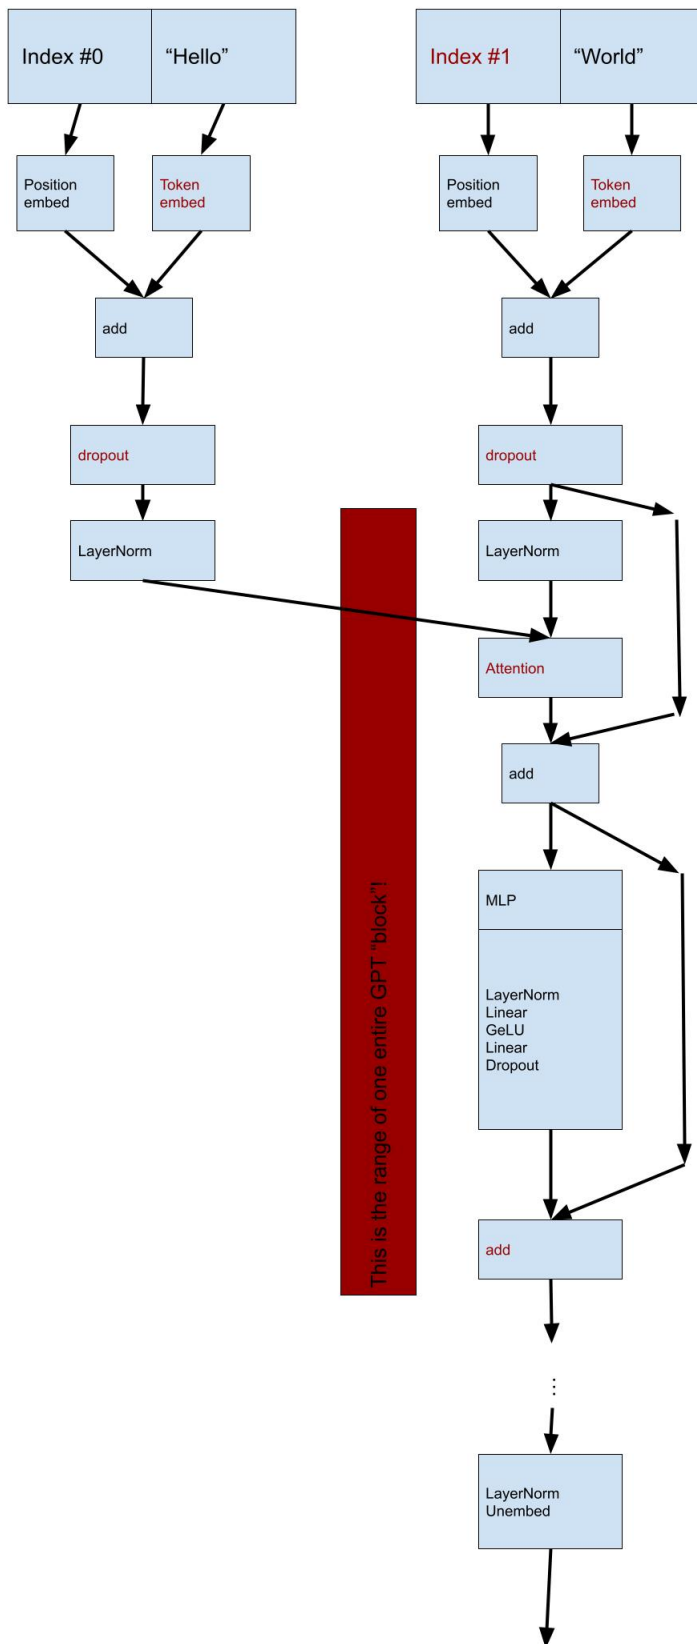 Index #0
“Hello”
Index #1
“World”
Position
embed
Token
embed
Position
embed
Token
embed
add
add
dropout
dropout
LayerNorm
LayerNorm
Attention
add
This is the range of one entire GPT “block”!
MLP
LayerNorm
Linear
GeLU
Linear
Dropout
add
...
LayerNorm
Unembed